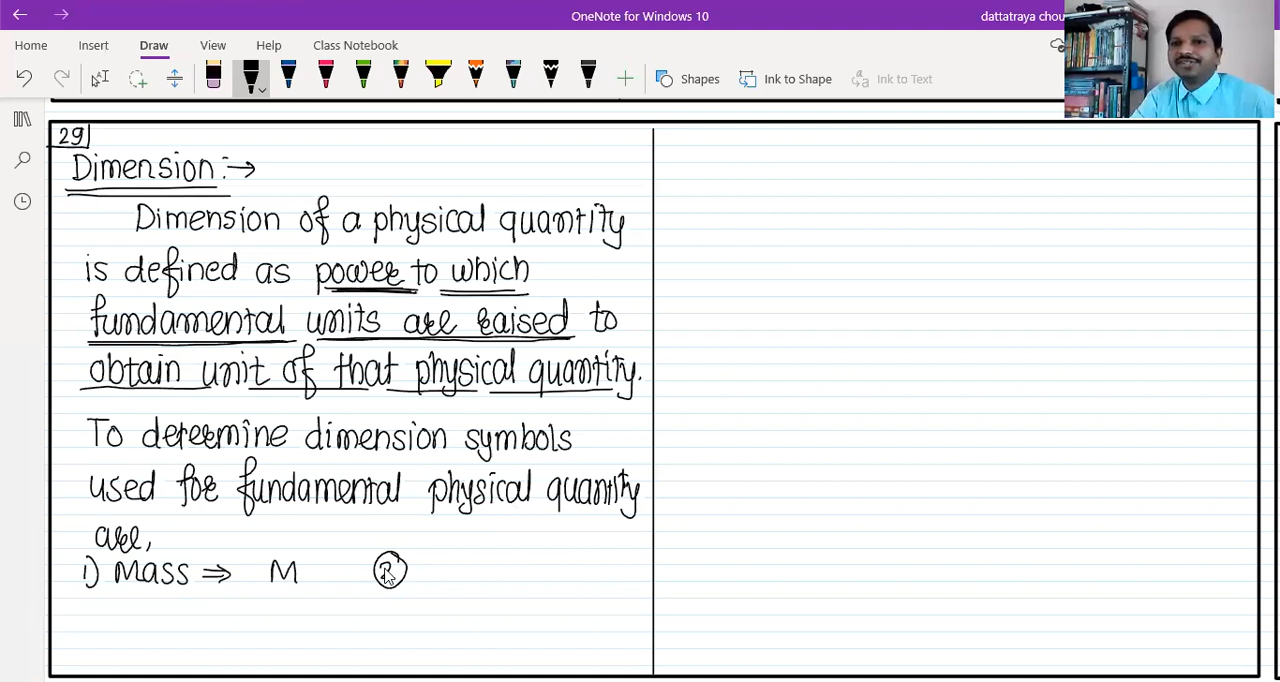 OneNote for Windows 10
dattatraya chou
Home Insert Draw View Help Class Notebook
Shapes Ink to Shape Ink to Text
29
Dimension :→
Dimension of a physical quantity
is defined as power to which
fundamental units are raised to
obtain unit of that physical quantity.
To determine dimension symbols
used for fundamental physical quantity
are,
1) Mass ⇒ M 2